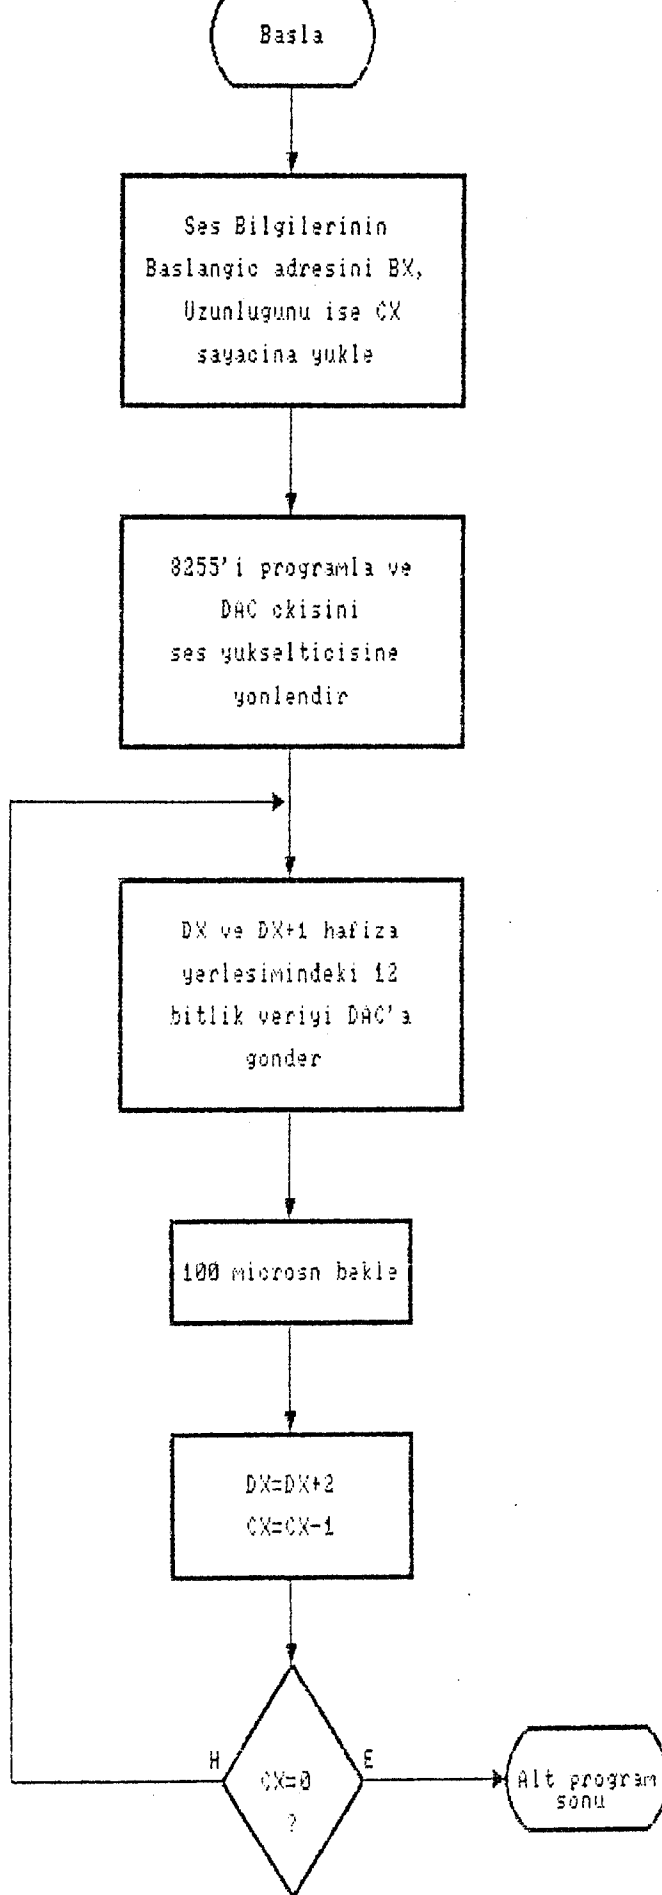 Basla
Ses Bilgilerinin
Baslangic adresini BX,
Uzunlugunu ise CX
sayacina yukle
8255'i programla ve
DAC ckisini
ses yukselticisine
yonlendir
DX ve DX+1 hafiza
yerlesimindeki 12
bitlik veriyi DAC'a
gonder
100 microsn bekle
DX=DX+2
CX=CX-1
H
E
CX=0
?
Alt program
sonu